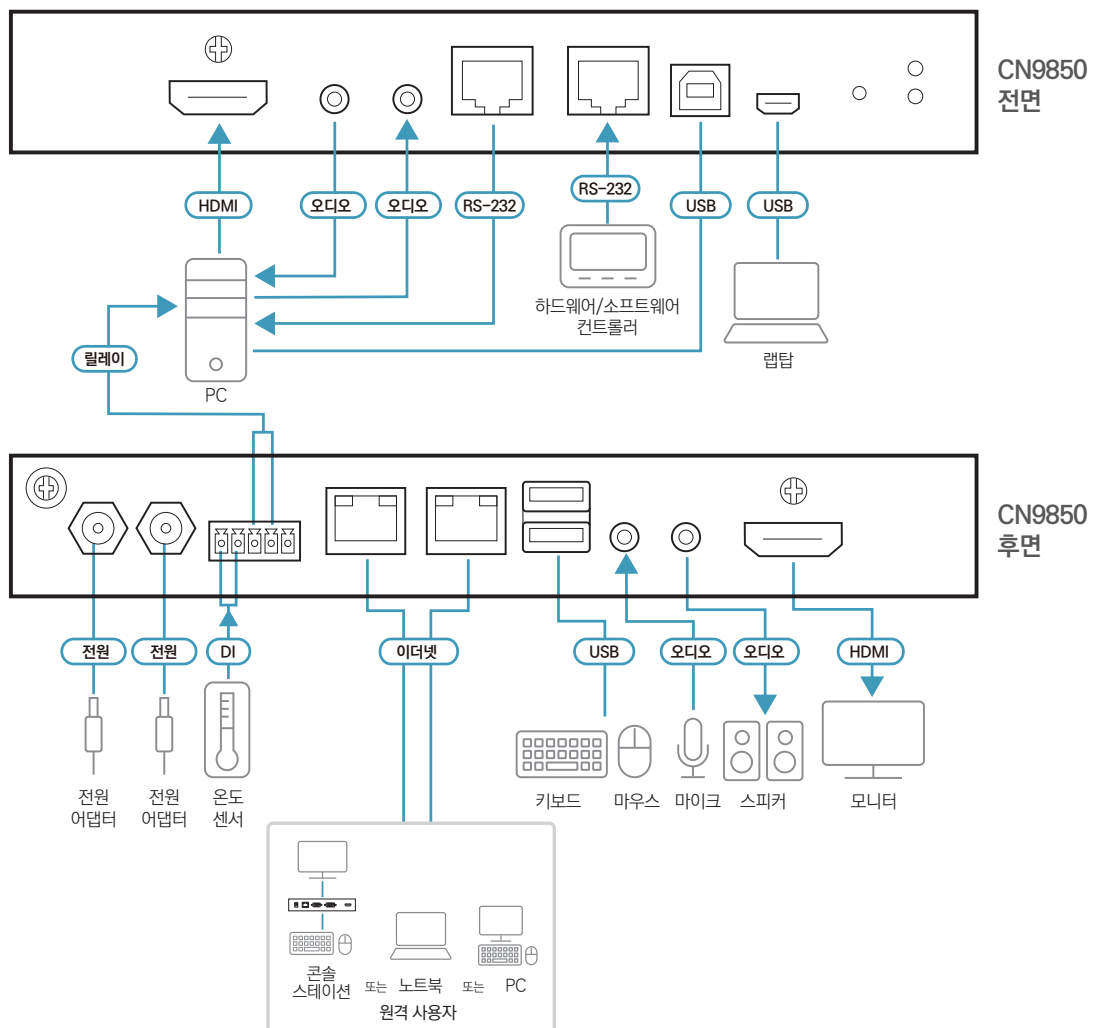 CN9850
전면
HDMI
오디오
오디오
RS-232
RS-232
USB
USB
하드웨어/소프트웨어
컨트롤러
릴레이
랩탑
PC
CN9850
후면
전원
전원
DI
이더넷
USB
오디오
오디오
HDMI
전원
어댑터
전원
어댑터
온도
센서
키보드
마우스
마이크
스피커
모니터
콘솔
스테이션
또는
노트북
또는
PC
원격 사용자